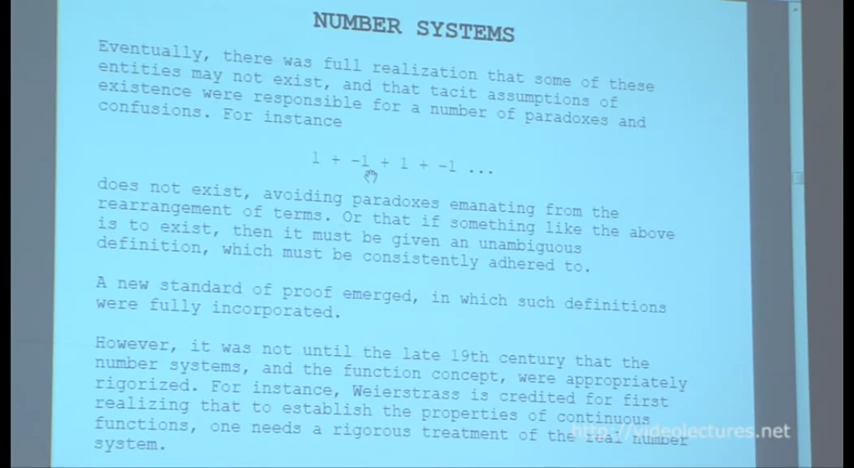 NUMBER SYSTEMS
Eventually, there was full realization that some of these
entities may not exist, and that tacit assumptions of
existence were responsible for a number of paradoxes and
confusions. For instance
1 + -1 + 1 + -1 ...
does not exist, avoiding paradoxes emanating from the
rearrangement of terms. Or that if something like the above
is to exist, then it must be given an unambiguous
definition, which must be consistently adhered to.
A new standard of proof emerged, in which such definitions
were fully incorporated.
However, it was not until the late 19th century that the
number systems, and the function concept, were appropriately
rigorized. For instance, Weierstrass is credited for first
realizing that to establish the properties of continuous
functions, one needs a rigorous treatment of the real number
system.
http://videolectures.net